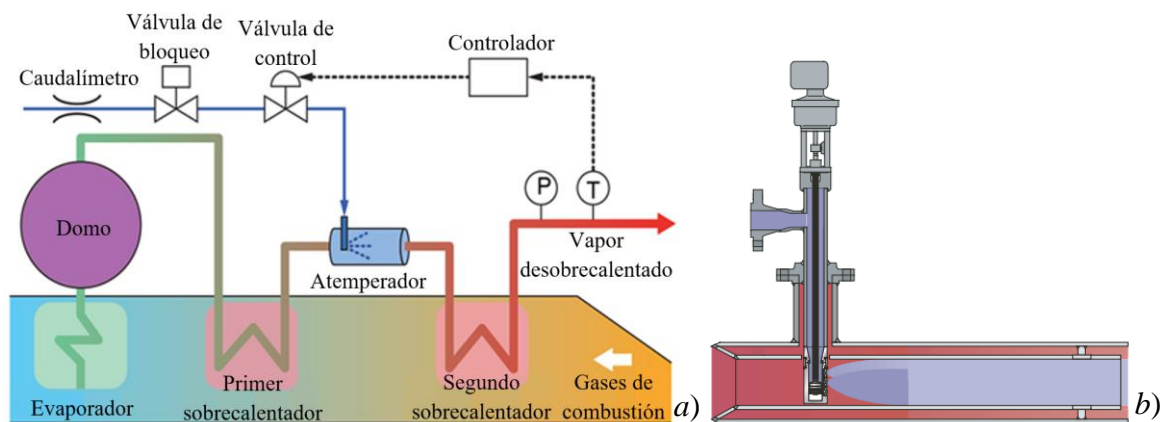 Válvula de
bloqueo
Válvula de
control
Controlador
Caudalímetro
P
T
Domo
Vapor
desobrecalentado
Atemperador
Evaporador
Primer
sobrecalentador
Segundo
sobrecalentador
Gases de
combustión
a)
b)